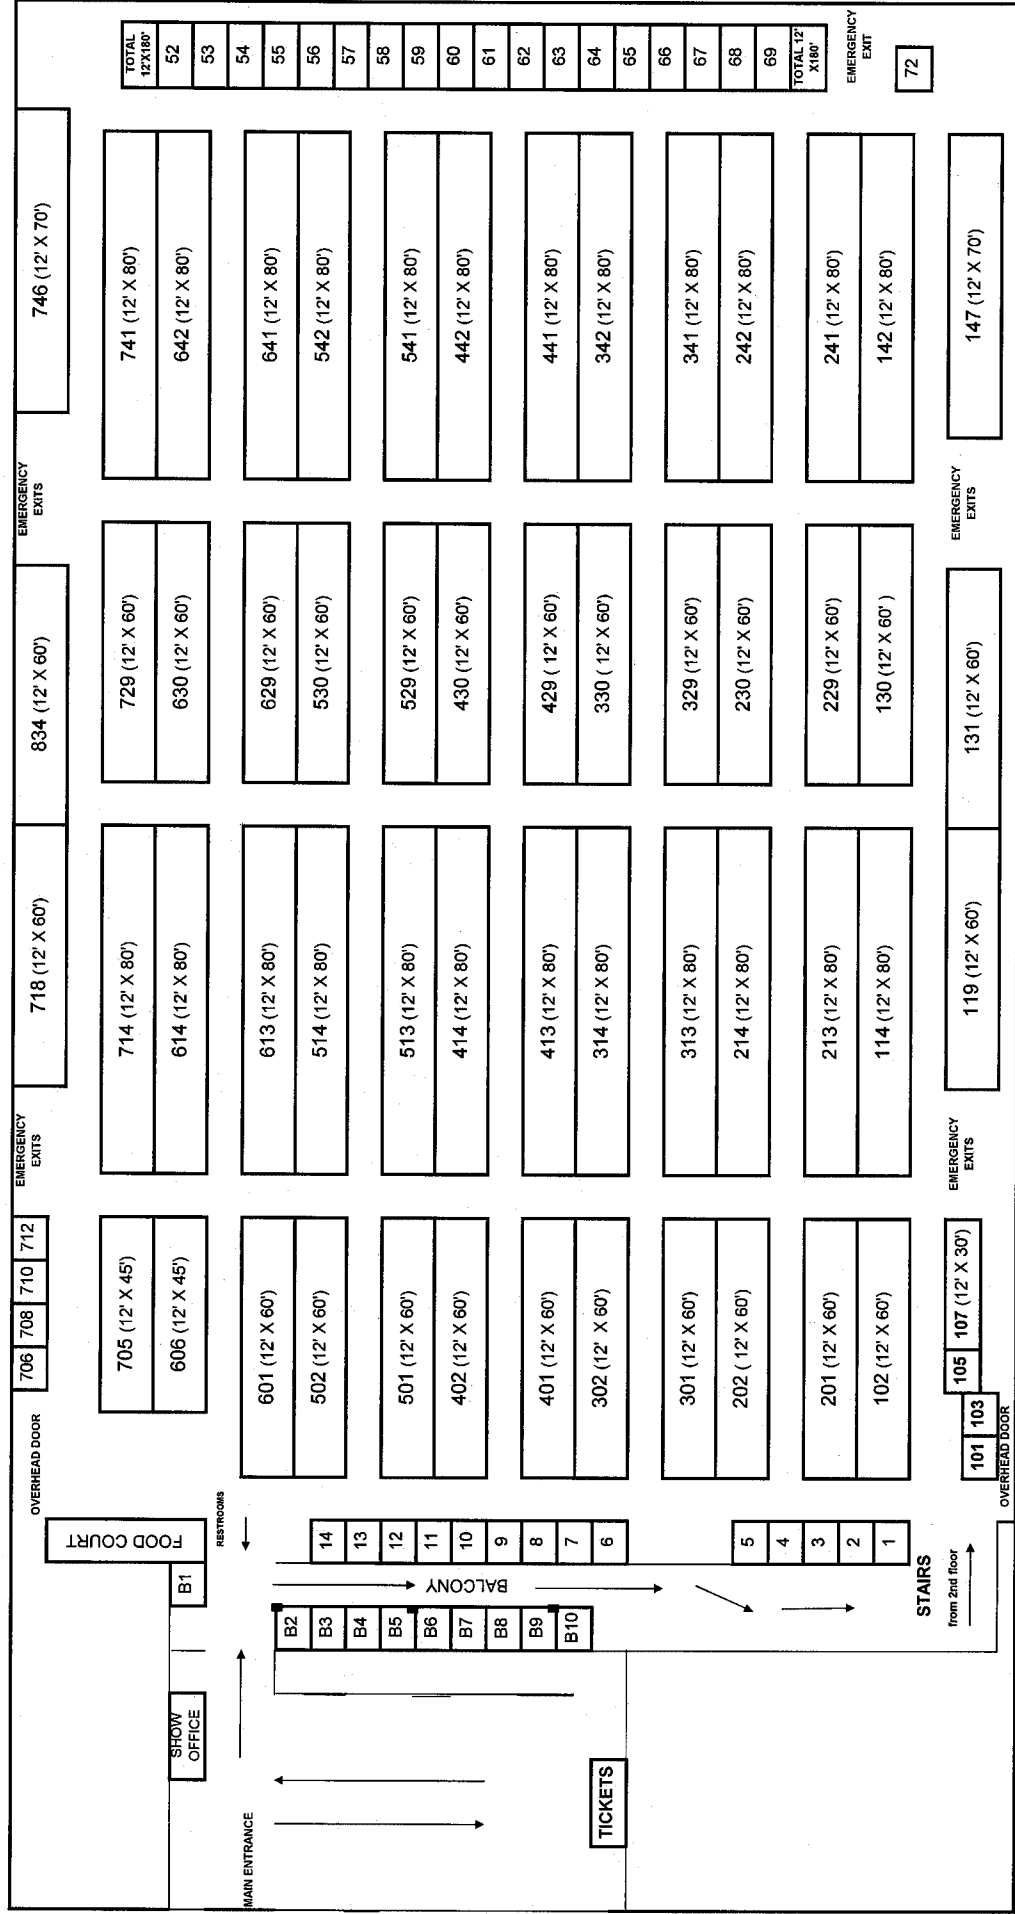 TOTAL
12'X180'
52
53
54
55
56
57
58
59
60
61
62
63
64
65
66
67
68
69
TOTAL 12'
X180'
EMERGENCY
EXIT
72
746 (12' X 70')
741 (12' X 80')
642 (12' X 80')
641 (12' X 80')
542 (12' X 80')
541 (12' X 80')
442 (12' X 80')
441 (12' X 80')
342 (12' X 80')
341 (12' X 80')
242 (12' X 80')
241 (12' X 80')
142 (12' X 80')
147 (12' X 70')
EMERGENCY
EXITS
EMERGENCY
EXITS
834 (12' X 60')
729 (12' X 60')
630 (12' X 60')
629 (12' X 60')
530 (12' X 60')
529 (12' X 60')
430 (12' X 60')
429 ( 12' X 60')
330 ( 12' X 60')
329 (12' X 60')
230 (12' X 60')
229 (12' X 60')
130 (12' X 60' )
131 (12' X 60')
718 (12' X 60')
714 (12' X 80')
614 (12' X 80')
613 (12' X 80')
514 (12' X 80')
513 (12' X 80')
414 (12' X 80')
413 (12' X 80')
314 (12' X 80')
313 (12' X 80')
214 (12' X 80')
213 (12' X 80')
114 (12' X 80')
119 (12' X 60')
EMERGENCY
EXITS
EMERGENCY
EXITS
706 708 710 712
705 (12' X 45')
606 (12' X 45')
601 (12' X 60')
502 (12' X 60')
501 (12' X 60')
402 (12' X 60')
401 (12' X 60')
302 (12' X 60')
301 (12' X 60')
202 ( 12' X 60')
201 (12' X 60')
102 (12' X 60')
105 107 (12' X 30')
101 103
OVERHEAD DOOR
OVERHEAD DOOR
FOOD COURT
RESTROOMS
14
13
12
11
10
9
8
7
6
5
4
3
2
1
BALCONY
STAIRS
from 2nd floor
B1
B2
B3
B4
B5
B6
B7
B8
B9
B10
SHOW
OFFICE
MAIN ENTRANCE
TICKETS